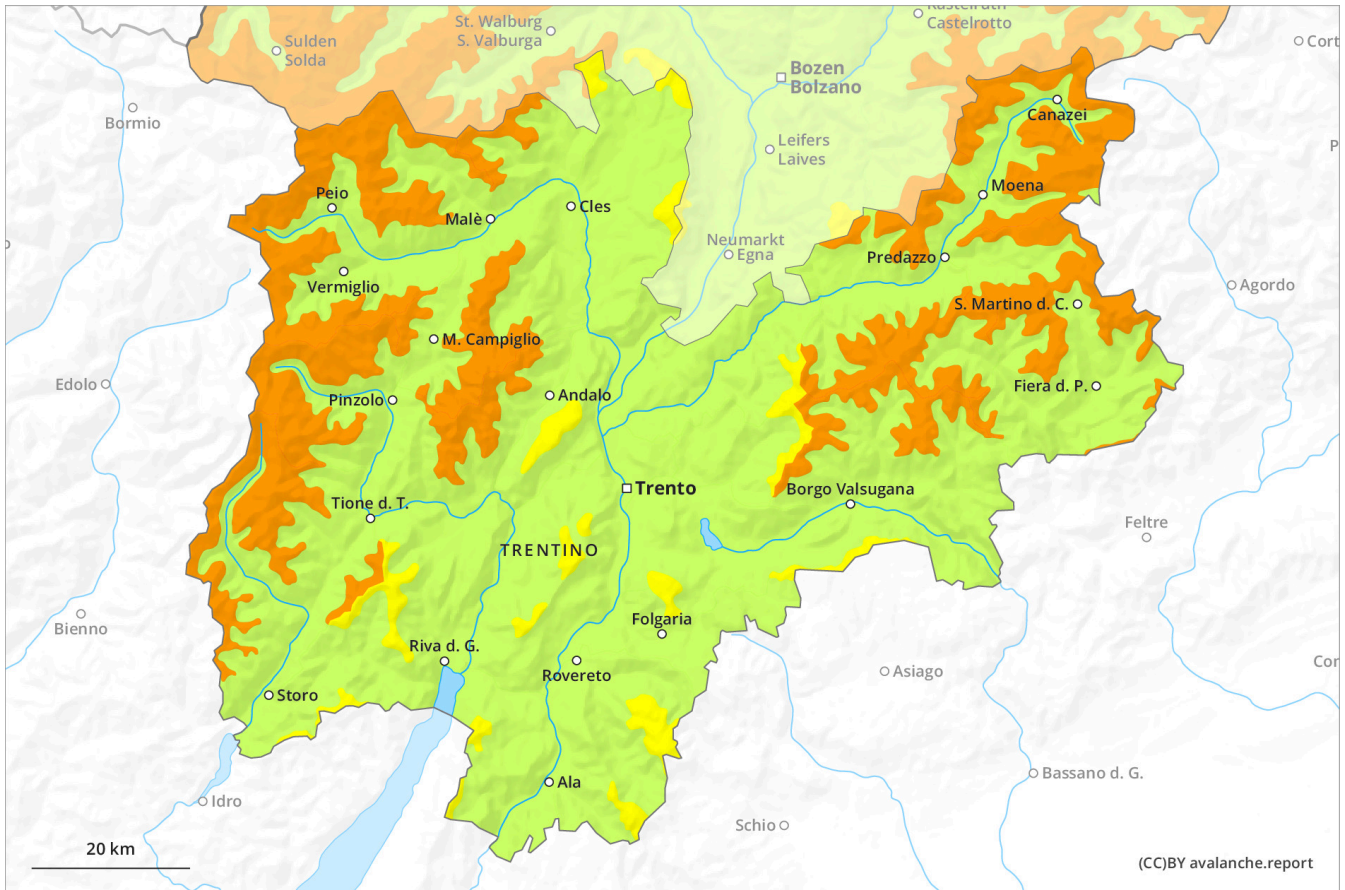 Kastelruth
Castelrotto
St. Walburg
S. Valburga
Sulden
Solda
Cort
Bozen
Bolzano
Bormio
Canazei
Leifers
Laives
P
Moena
Peio
Malè
Cles
Neumarkt
Egna
Predazzo
Vermiglio
Agordo
S. Martino d. C.
M. Campiglio
Edolo
Fiera d. P.
Andalo
Pinzolo
Trento
Borgo Valsugana
Tione d. T.
Feltre
TRENTINO
Bienno
Folgaria
Riva d. G.
Rovereto
Asiago
Cor
Storo
Bassano d. G.
Ala
Idro
Schio
20 km
(CC)BY avalanche.report